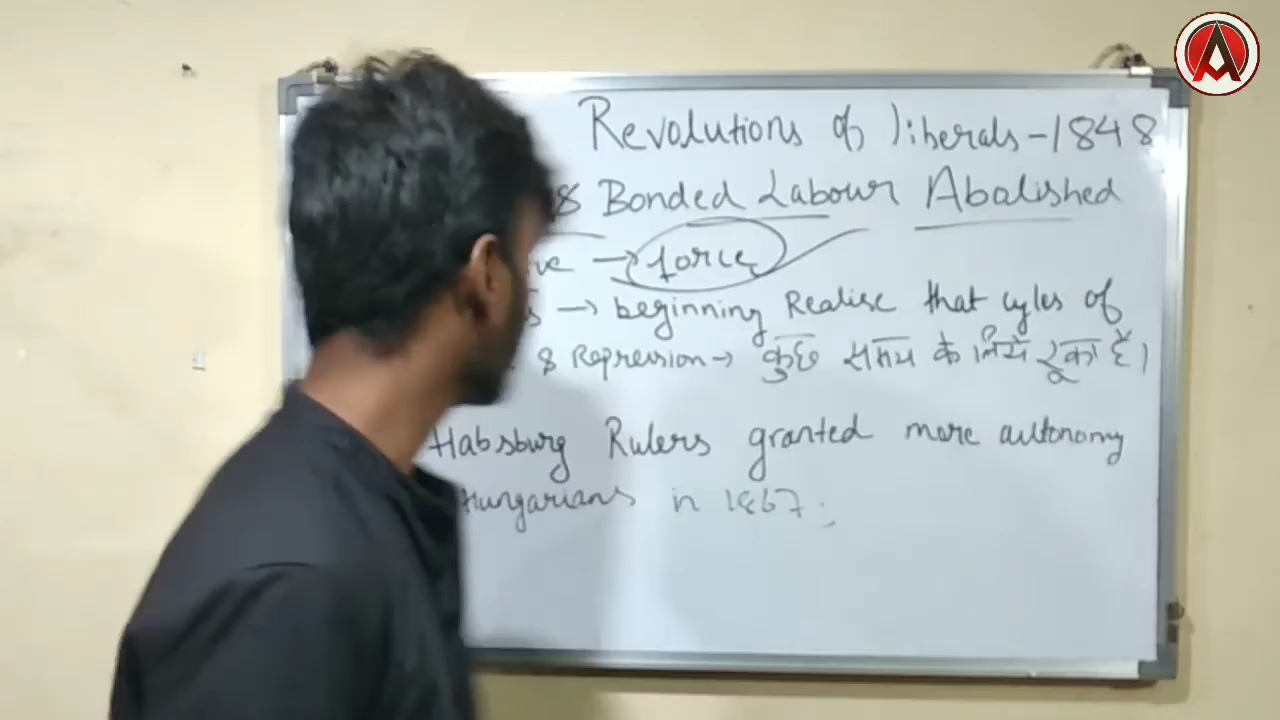 Revolutions of liberals - 1848
& Bonded Labour Abolished
→ force
→ beginning Realise that cyles of
& Repression → कुछ समय के लिये रूका है।
Habsburg Rulers granted more autonomy
Hungarians in 1867.